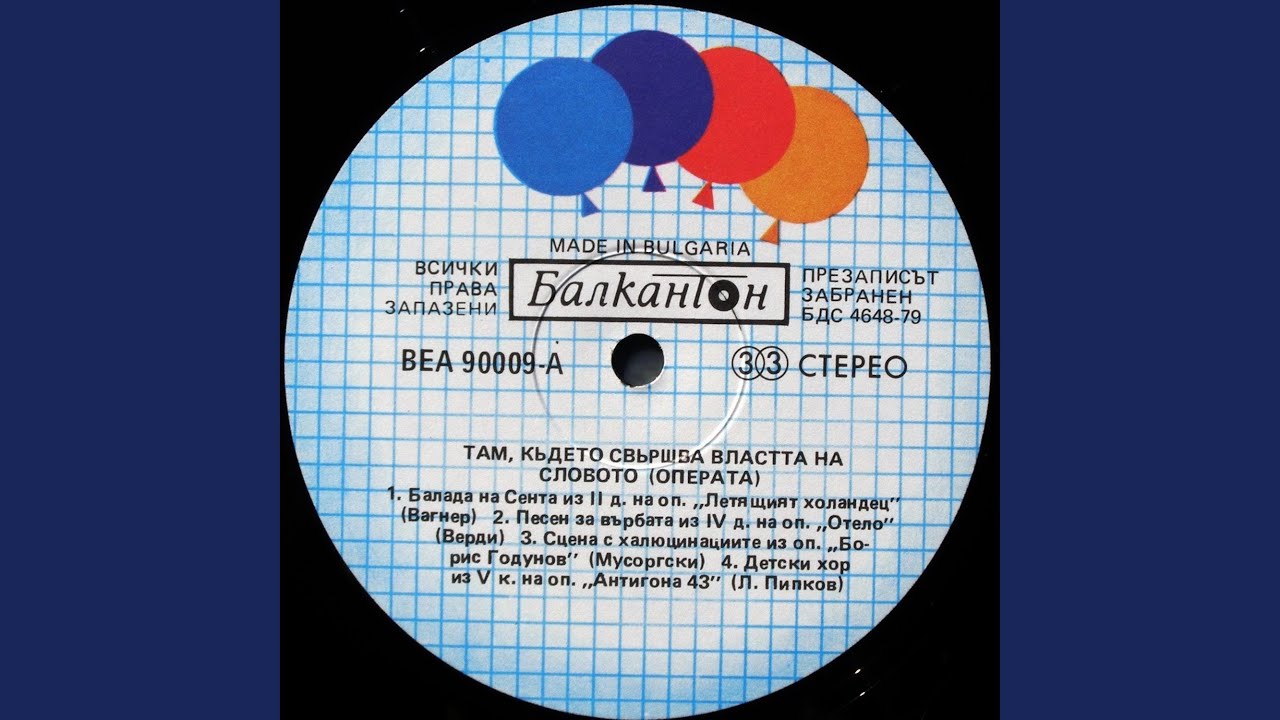 MADE IN BULGARIA
ВСИЧКИ
ПРАВА
ЗАПАЗЕНИ
Балкантон
ПРЕЗАПИСЪТ
ЗАБРАНЕН
БДС 4648-79
ВЕА 90009-А
33 СТЕРЕО
ТАМ, КЪДЕТО СВЪРШВА ВЛАСТТА НА
СЛОВОТО (ОПЕРАТА)
1. Балада на Сента из II д. на оп. „Летящият холандец"
(Вагнер) 2. Песен за върбата из IV д. на оп. „Отело"
(Верди) 3. Сцена с халюцинациите из оп. „Бо-
рис Годунов" (Мусоргски) 4. Детски хор
из V к. на оп. „Антигона 43" (Л. Пипков)